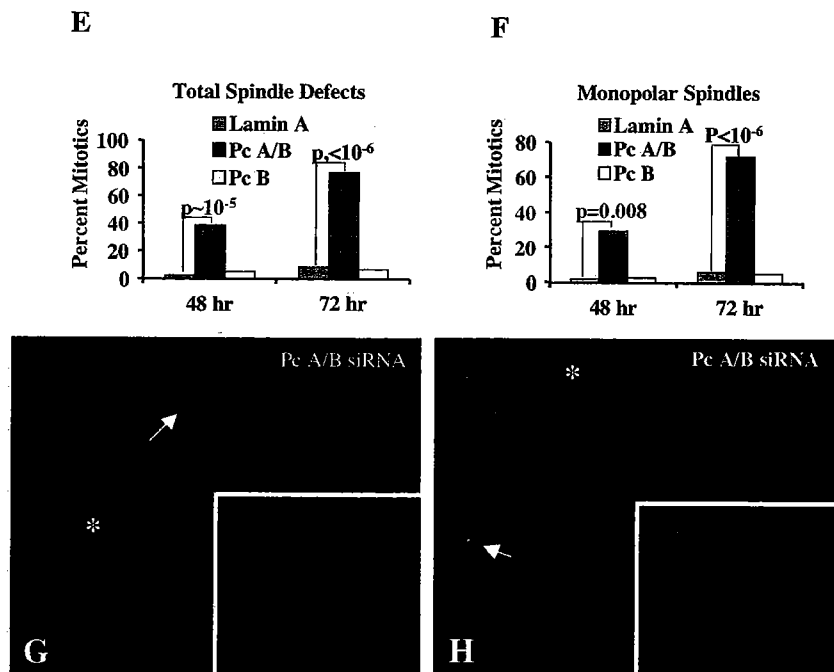 E
Total Spindle Defects
Percent Mitotics
100
80
60
40
20
0
Lamin A
Pc A/B
Pc B
p~10-5
p,<10-6
48 hr
72 hr
F
Monopolar Spindles
Percent Mitotics
80
60
40
20
0
Lamin A
Pc A/B
Pc B
p=0.008
P<10-6
48 hr
72 hr
Pc A/B siRNA
*
G
Pc A/B siRNA
*
H